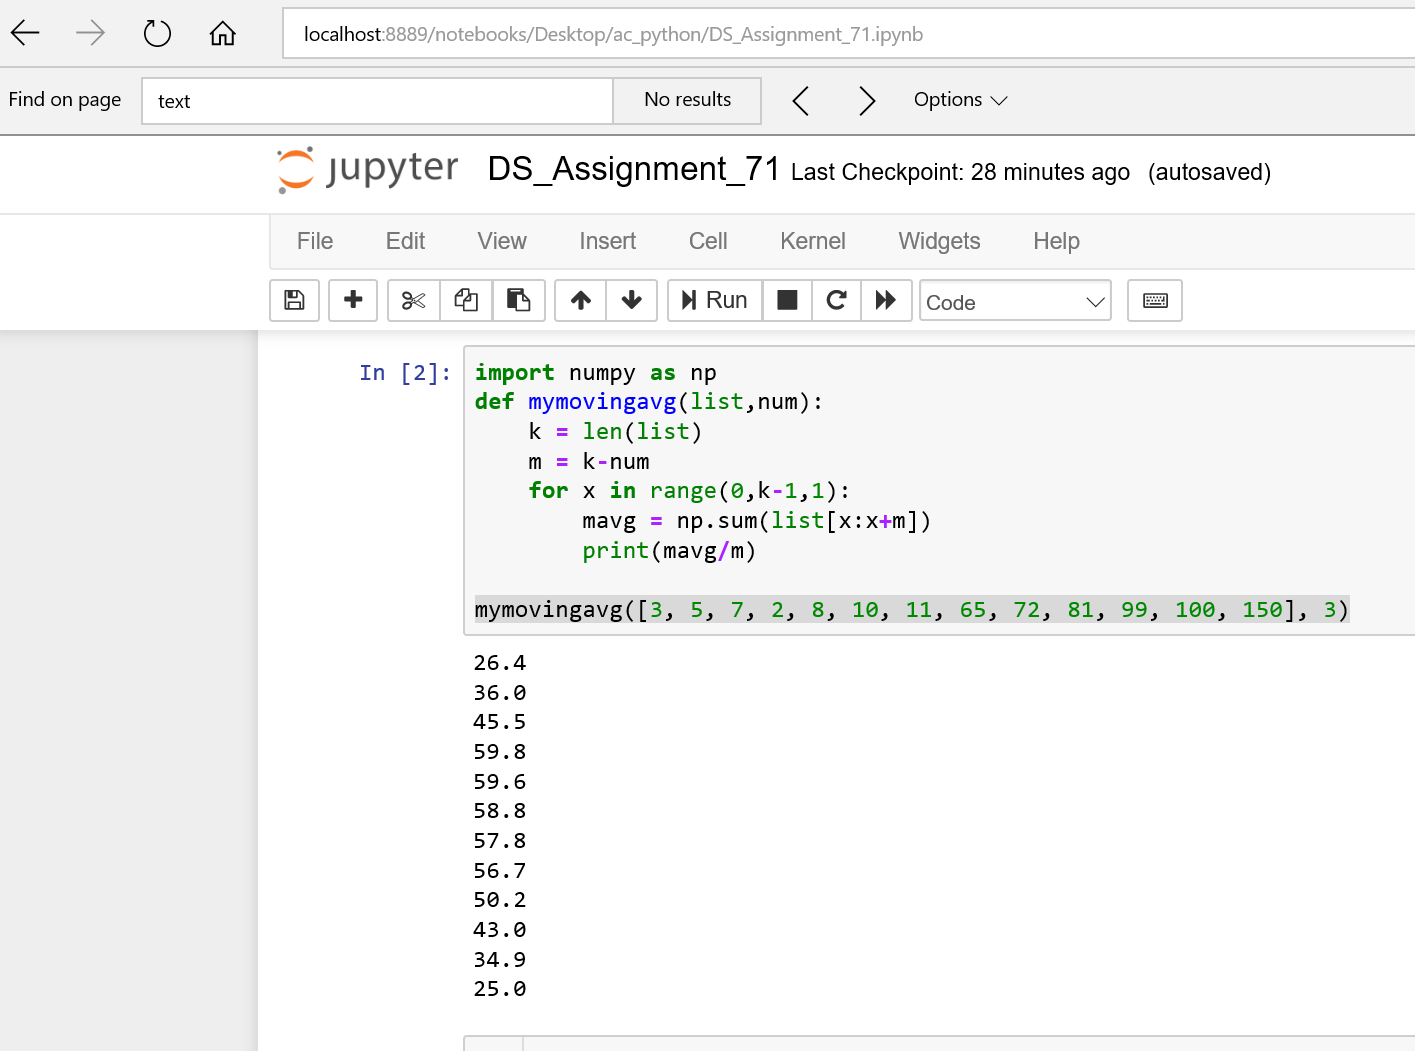 localhost:8889/notebooks/Desktop/ac_python/DS_Assignment_71.ipynb
Find on page text No results Options
jupyter DS_Assignment_71 Last Checkpoint: 28 minutes ago (autosaved)
File Edit View Insert Cell Kernel Widgets Help
Run Code
In [2]: import numpy as np
def mymovingavg(list,num):
    k = len(list)
    m = k-num
    for x in range(0,k-1,1):
        mavg = np.sum(list[x:x+m])
        print(mavg/m)
mymovingavg([3, 5, 7, 2, 8, 10, 11, 65, 72, 81, 99, 100, 150], 3)
26.4
36.0
45.5
59.8
59.6
58.8
57.8
56.7
50.2
43.0
34.9
25.0